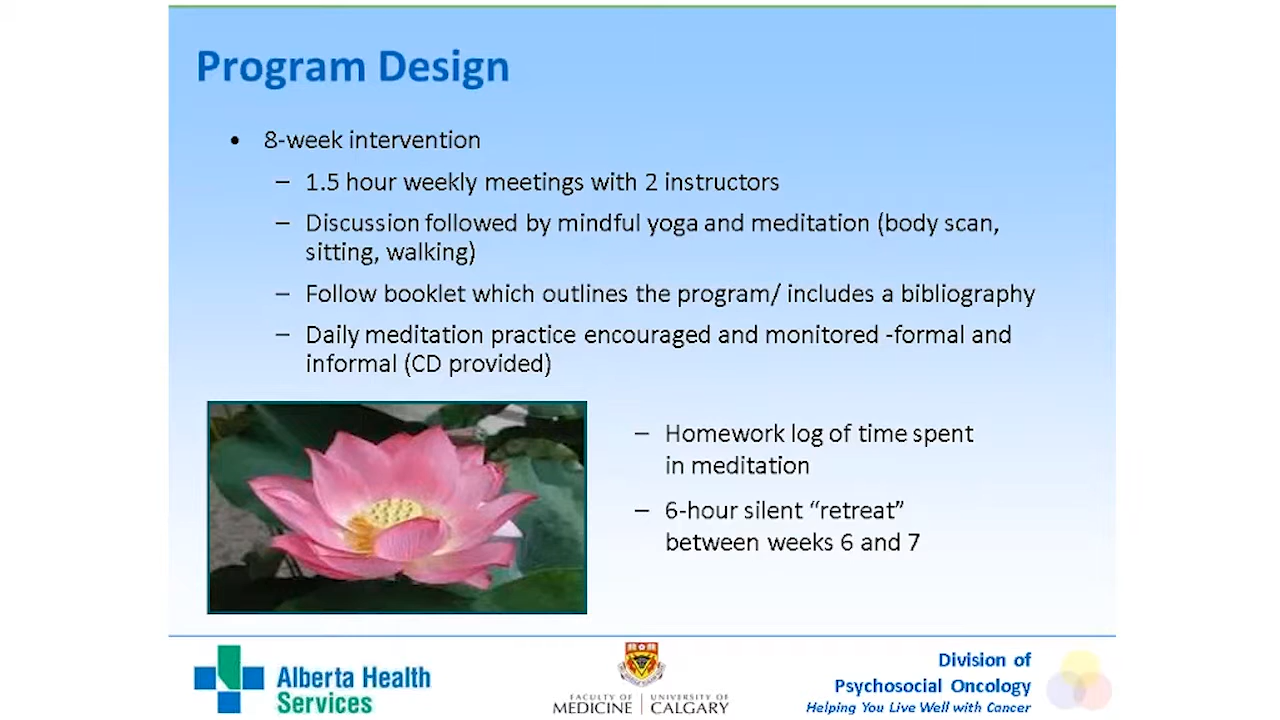 Program Design
• 8-week intervention
– 1.5 hour weekly meetings with 2 instructors
– Discussion followed by mindful yoga and meditation (body scan,
sitting, walking)
– Follow booklet which outlines the program/ includes a bibliography
– Daily meditation practice encouraged and monitored -formal and
informal (CD provided)
– Homework log of time spent
in meditation
– 6-hour silent “retreat”
between weeks 6 and 7
Alberta Health
Services
FACULTY OF | UNIVERSITY OF
MEDICINE | CALGARY
Division of
Psychosocial Oncology
Helping You Live Well with Cancer